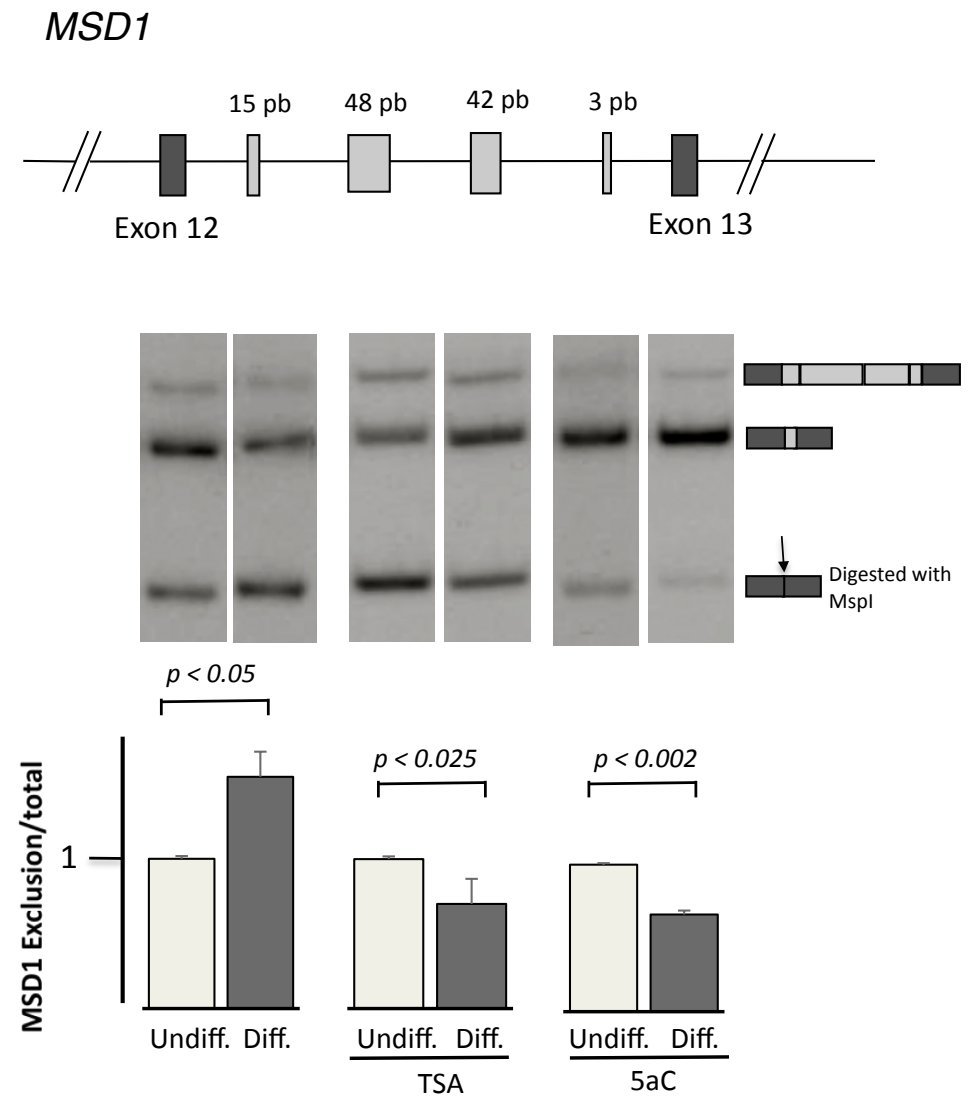 MSD1
15 pb 48 pb 42 pb 3 pb
Exon 12 Exon 13
Digested with
MspI
p < 0.05
p < 0.025 p < 0.002
MSD1 Exclusion/total
1
Undiff. Diff. Undiff. Diff. Undiff. Diff.
TSA 5aC